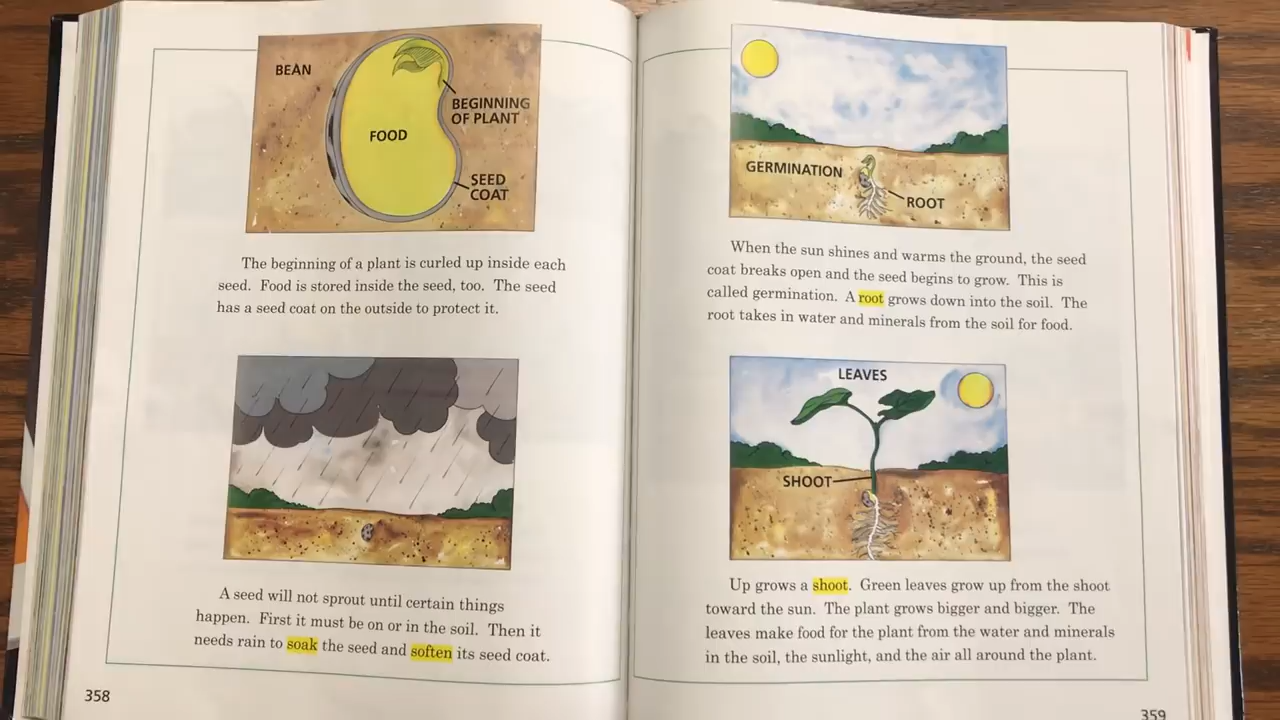 BEAN
BEGINNING
OF PLANT
FOOD
SEED
COAT
The beginning of a plant is curled up inside each
seed. Food is stored inside the seed, too. The seed
has a seed coat on the outside to protect it.
A seed will not sprout until certain things
happen. First it must be on or in the soil. Then it
needs rain to soak the seed and soften its seed coat.
358
GERMINATION
ROOT
When the sun shines and warms the ground, the seed
coat breaks open and the seed begins to grow. This is
called germination. A root grows down into the soil. The
root takes in water and minerals from the soil for food.
LEAVES
SHOOT
Up grows a shoot. Green leaves grow up from the shoot
toward the sun. The plant grows bigger and bigger. The
leaves make food for the plant from the water and minerals
in the soil, the sunlight, and the air all around the plant.
359